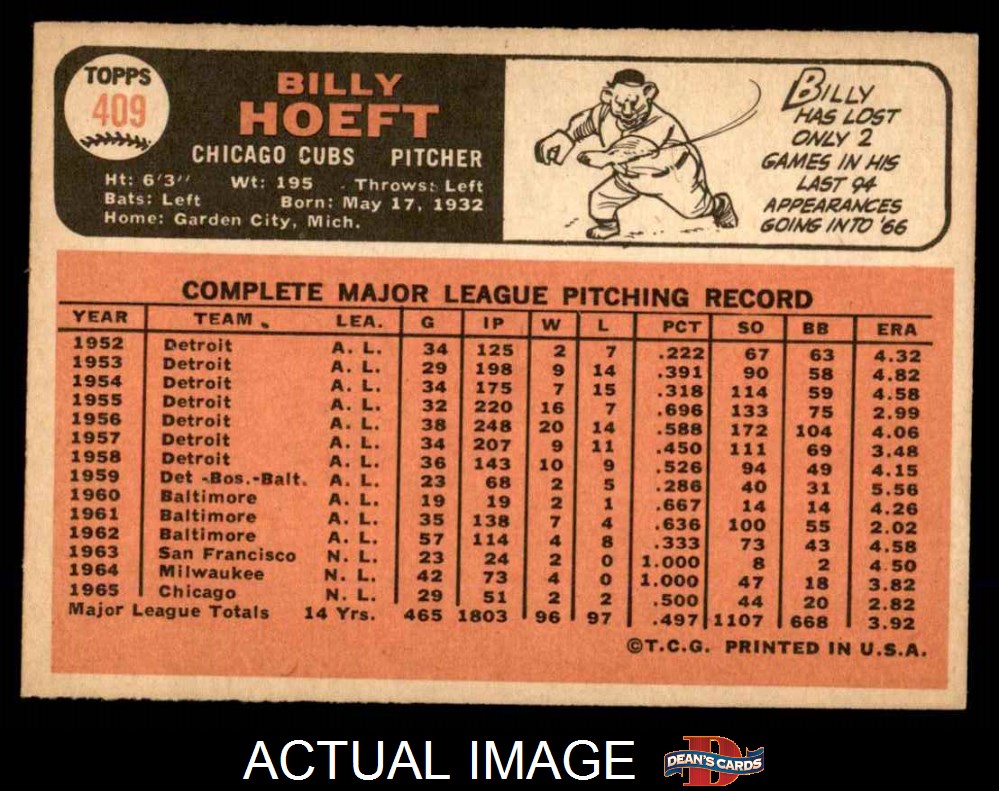 TOPPS
409
BILLY
HOEFT
CHICAGO CUBS PITCHER
Ht: 6'3" Wt: 195 Throws: Left
Bats: Left Born: May 17, 1932
Home: Garden City, Mich.
BILLY
HAS LOST
ONLY 2
GAMES IN HIS
LAST 94
APPEARANCES
GOING INTO '66
COMPLETE MAJOR LEAGUE PITCHING RECORD
YEAR TEAM LEA. G IP W L PCT SO BB ERA
1952 Detroit A. L. 34 125 2 7 .222 67 63 4.32
1953 Detroit A. L. 29 198 9 14 .391 90 58 4.82
1954 Detroit A. L. 34 175 7 15 .318 114 59 4.58
1955 Detroit A. L. 32 220 16 7 .696 133 75 2.99
1956 Detroit A. L. 38 248 20 14 .588 172 104 4.06
1957 Detroit A. L. 34 207 9 11 .450 111 69 3.48
1958 Detroit A. L. 36 143 10 9 .526 94 49 4.15
1959 Det -Bos.-Balt. A. L. 23 68 2 5 .286 40 31 5.56
1960 Baltimore A. L. 19 19 2 1 .667 14 14 4.26
1961 Baltimore A. L. 35 138 7 4 .636 100 55 2.02
1962 Baltimore A. L. 57 114 4 8 .333 73 43 4.58
1963 San Francisco N. L. 23 24 2 0 1.000 8 2 4.50
1964 Milwaukee N. L. 42 73 4 0 1.000 47 18 3.82
1965 Chicago N. L. 29 51 2 2 .500 44 20 2.82
Major League Totals 14 Yrs. 465 1803 96 97 .497 1107 668 3.92
©T.C.G. PRINTED IN U.S.A.
ACTUAL IMAGE
D
DEAN'S CARDS